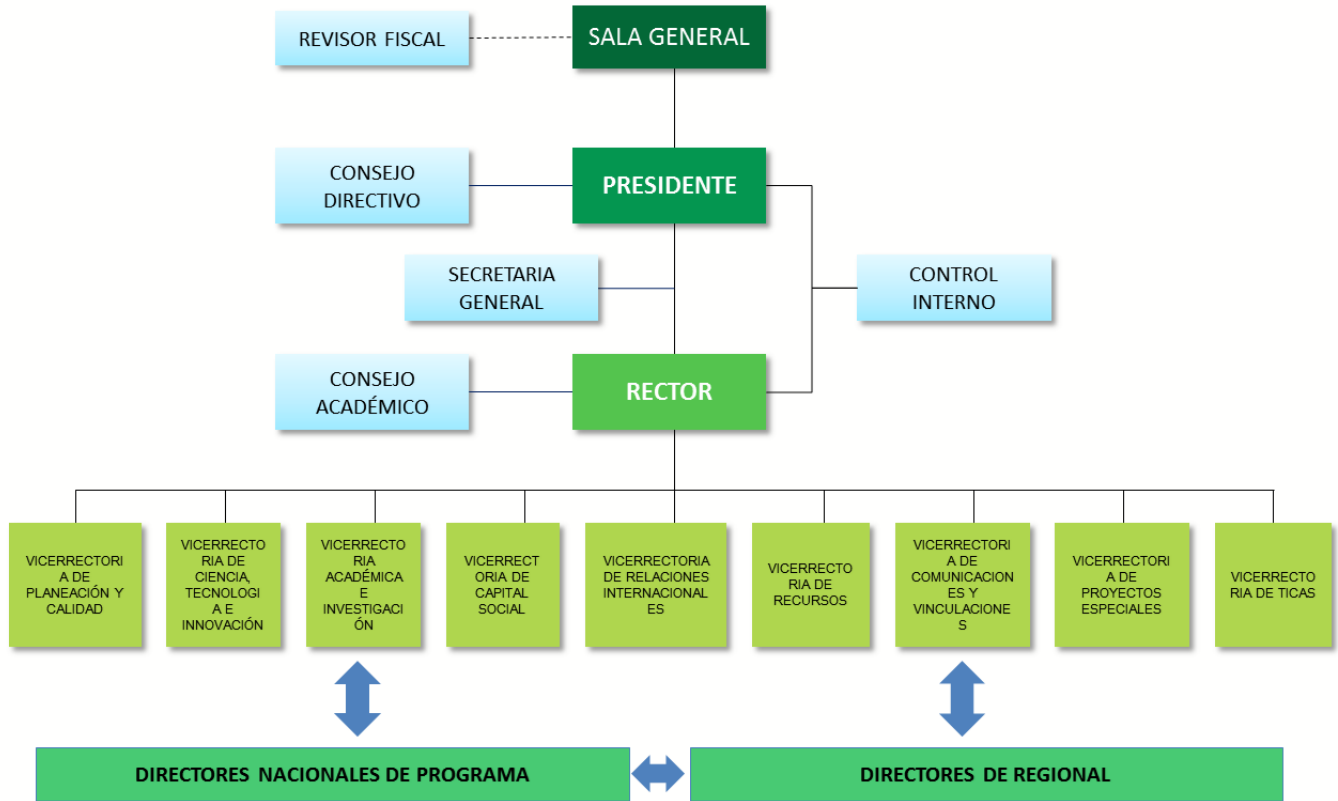 REVISOR FISCAL
SALA GENERAL
CONSEJO
DIRECTIVO
PRESIDENTE
SECRETARIA
GENERAL
CONTROL
INTERNO
CONSEJO
ACADÉMICO
RECTOR
VICERRECTORI
A DE
PLANEACIÓN Y
CALIDAD
VICERRECTO
RIA DE
CIENCIA,
TECNOLOGI
A E
INNOVACIÓN
VICERRECTO
RIA
ACADÉMICA
E
INVESTIGACI
ÓN
VICERRECT
ORIA DE
CAPITAL
SOCIAL
VICERRECTORIA
DE RELACIONES
INTERNACIONAL
ES
VICERRECTO
RIA DE
RECURSOS
VICERRECTORI
A DE
COMUNICACION
ES Y
VINCULACIONE
S
VICERRECTORI
A DE
PROYECTOS
ESPECIALES
VICERRECTO
RIA DE TICAS
DIRECTORES NACIONALES DE PROGRAMA
DIRECTORES DE REGIONAL